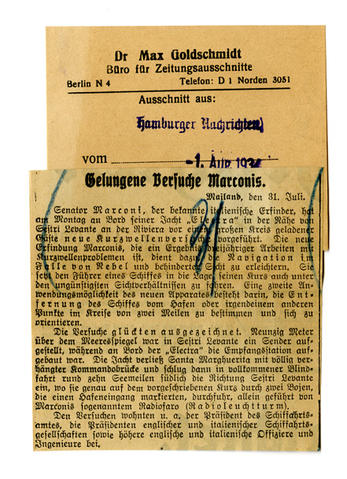 Dr Max Goldschmidt
Büro für Zeitungsausschnitte
Berlin N 4 Telefon: D 1 Norden 3051
Ausschnitt aus:
Hamburger Nachrichten
vom -1. Aug. 193
Gelungene Versuche Marconis.
Mailand, den 31. Juli.
Senator Marconi, der bekannte italienische Erfinder, hat
am Montag an Bord seiner Jacht „Electra“ in der Nähe von
Sestri Levante an der Riviera vor einem großen Kreis geladener
Gäste neue Kurzwellenversuche durchgeführt. Die neue
Erfindung Marconis, die ein Ergebnis dreijähriger Arbeiten mit
Kurzwellenproblemen ist, dient dazu, die Navigation im
Falle von Nebel und behinderter Sicht zu erleichtern. Sie
setzt den Führer eines Schiffes in die Lage, seinen Kurs auch unter
den ungünstigsten Sichtverhältnissen zu steuern. Eine zweite An-
wendungsmöglichkeit des neuen Apparates besteht darin, die Ent-
fernung des Schiffes vom Hafen oder irgendeinem andern
Punkte im Kreise von zwei Meilen zu bestimmen und sich zu
orientieren.
Die Versuche glückten ausgezeichnet. Neunzig Meter
über dem Meeresspiegel war in Sestri Levante ein Sender auf-
gestellt, während an Bord der „Electra“ die Empfangsstation auf-
gebaut war. Die Jacht verließ Santa Margherita mit völlig ver-
hängter Kommandobrücke und schlug dann in vollkommener Blind-
fahrt rund zehn Seemeilen südlich die Richtung Sestri Levante
ein, wo sie genau auf dem vorgeschriebenen Kurs durch zwei Bojen,
die einen Hafeneingang markierten, durchfuhr, allein geführt von
Marconis sogenanntem Radiofaro (Radioleuchtturm).
Den Versuchen wohnten u. a. der Präsident des Schiffahrts-
amtes, die Präsidenten englischer und italienischer Schiffahrts-
gesellschaften sowie höhere englische und italienische Offiziere und
Ingenieure bei.